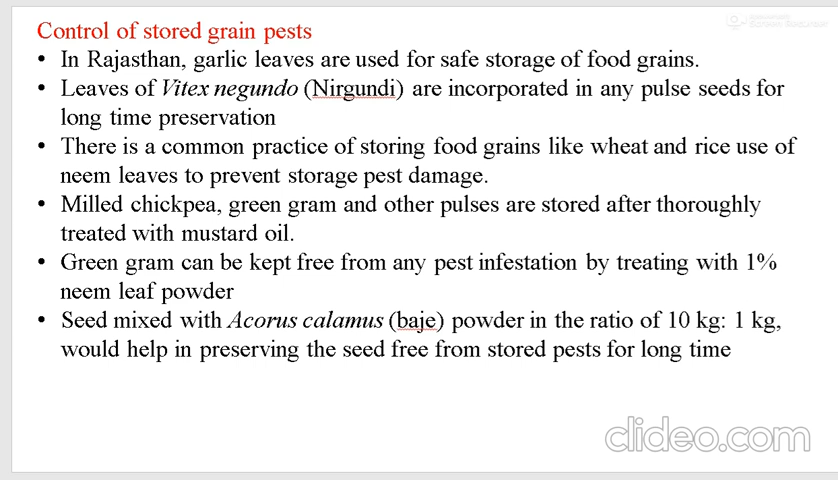 Control of stored grain pests
• In Rajasthan, garlic leaves are used for safe storage of food grains.
• Leaves of Vitex negundo (Nirgundi) are incorporated in any pulse seeds for
long time preservation
• There is a common practice of storing food grains like wheat and rice use of
neem leaves to prevent storage pest damage.
• Milled chickpea, green gram and other pulses are stored after thoroughly
treated with mustard oil.
• Green gram can be kept free from any pest infestation by treating with 1%
neem leaf powder
• Seed mixed with Acorus calamus (baje) powder in the ratio of 10 kg: 1 kg,
would help in preserving the seed free from stored pests for long time
clideo.com